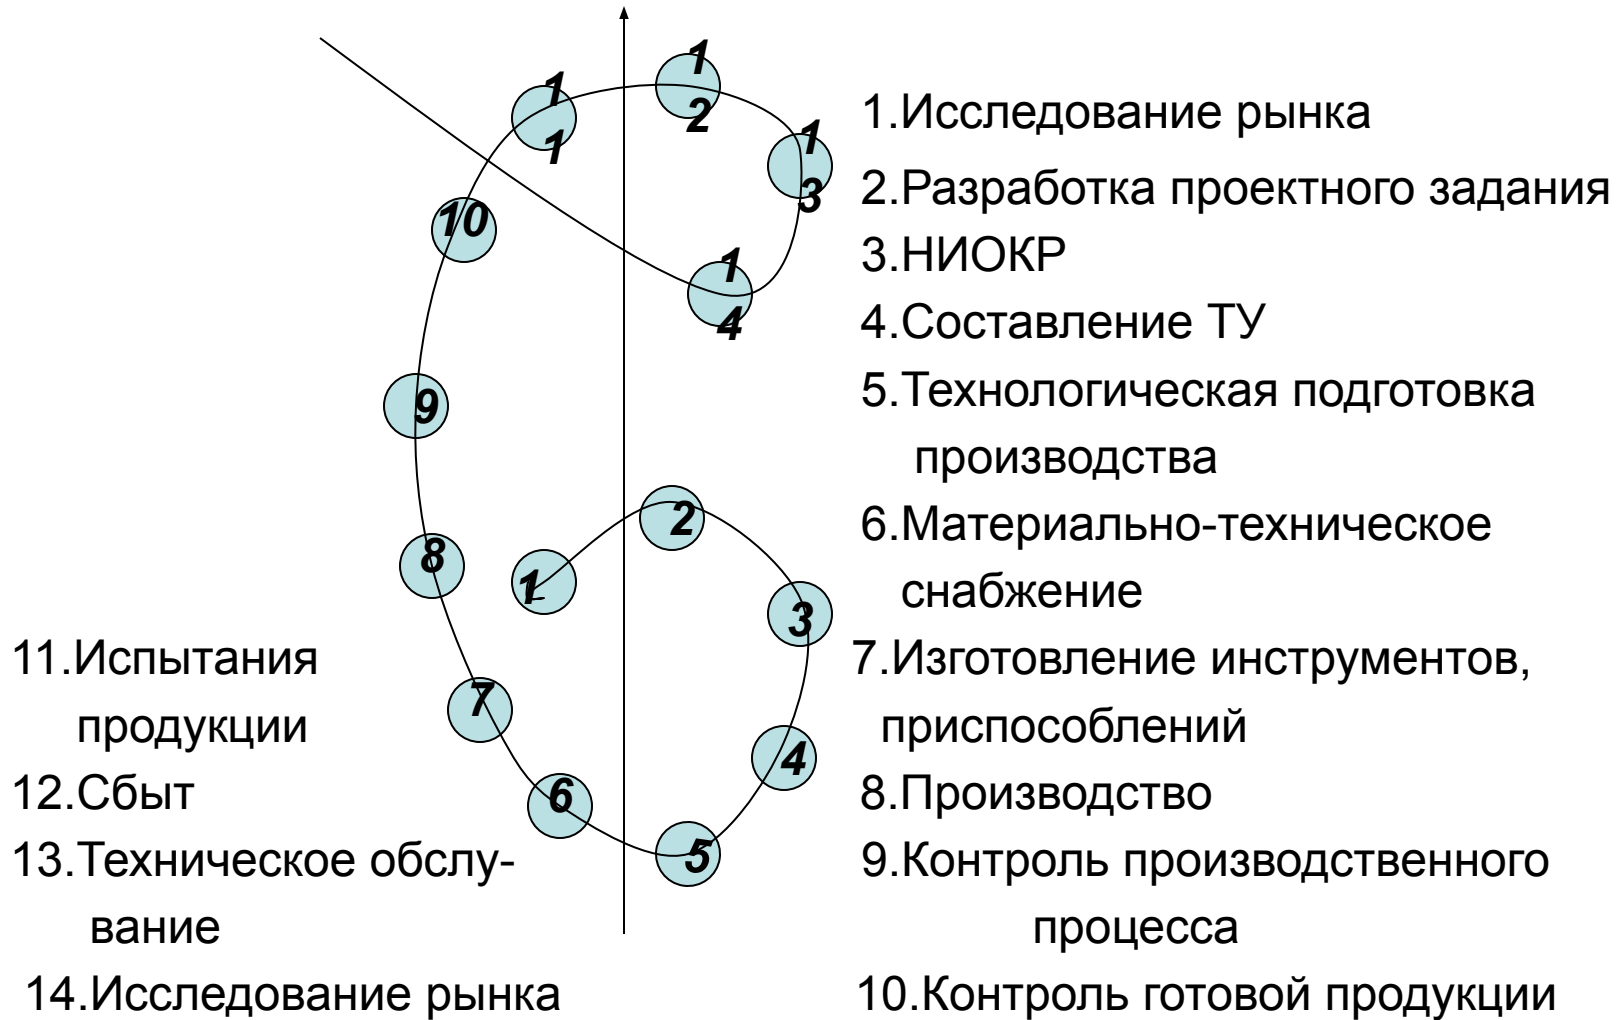 1
1
1
2
1
3
10
1
4
9
2
8
1
3
7
4
6
5
1.Исследование рынка
2.Разработка проектного задания
3.НИОКР
4.Составление ТУ
5.Технологическая подготовка
производства
6.Материально-техническое
снабжение
7.Изготовление инструментов,
приспособлений
8.Производство
9.Контроль производственного
процесса
10.Контроль готовой продукции
11.Испытания
продукции
12.Сбыт
13.Техническое обслу-
вание
14.Исследование рынка